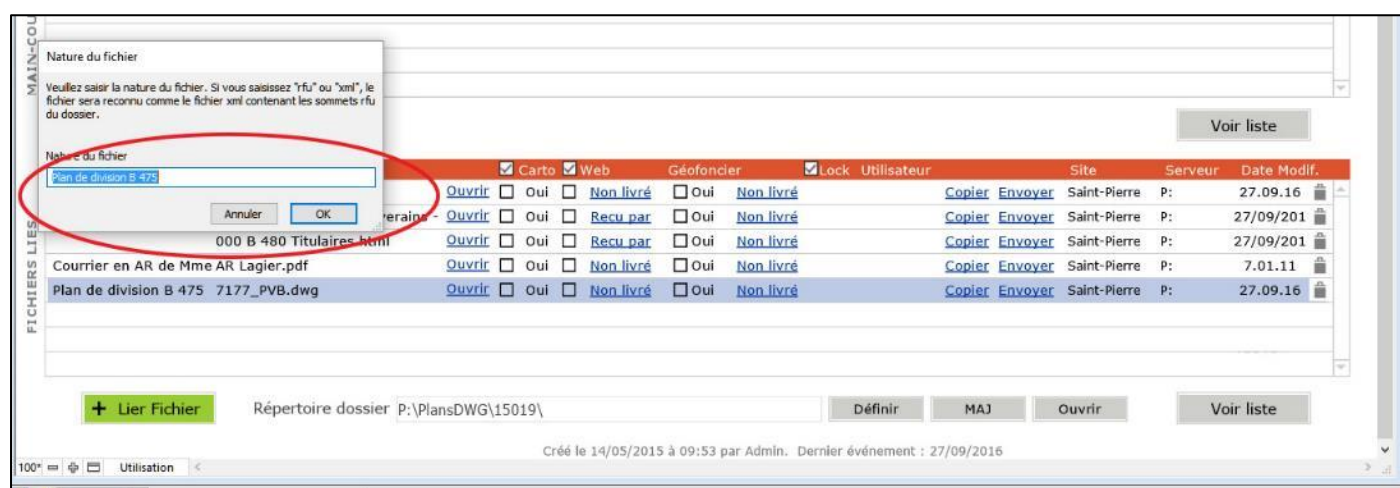 MAIN-COU
Nature du fichier
Veuillez saisir la nature du fichier. Si vous saisissez "rfu" ou "xml", le
fichier sera reconnu comme le fichier xml contenant les sommets rfu
du dossier.
Nature du fichier
Plan de division B 475
Annuler OK
Voir liste
FICHIERS LIES
Carto Web Géofoncier Lock Utilisateur Site Serveur Date Modif.
Ouvrir Oui Non livré Oui Non livré Copier Envoyer Saint-Pierre P: 27.09.16
verains - Ouvrir Oui Recu par Oui Non livré Copier Envoyer Saint-Pierre P: 27/09/201
000 B 480 Titulaires.html Ouvrir Oui Recu par Oui Non livré Copier Envoyer Saint-Pierre P: 27/09/201
Courrier en AR de Mme AR Lagier.pdf Ouvrir Oui Non livré Oui Non livré Copier Envoyer Saint-Pierre P: 7.01.11
Plan de division B 475 7177_PVB.dwg Ouvrir Oui Non livré Oui Non livré Copier Envoyer Saint-Pierre P: 27.09.16
+ Lier Fichier Répertoire dossier P:\PlansDWG\15019\ Définir MAJ Ouvrir Voir liste
Créé le 14/05/2015 à 09:53 par Admin. Dernier événement : 27/09/2016
100 Utilisation